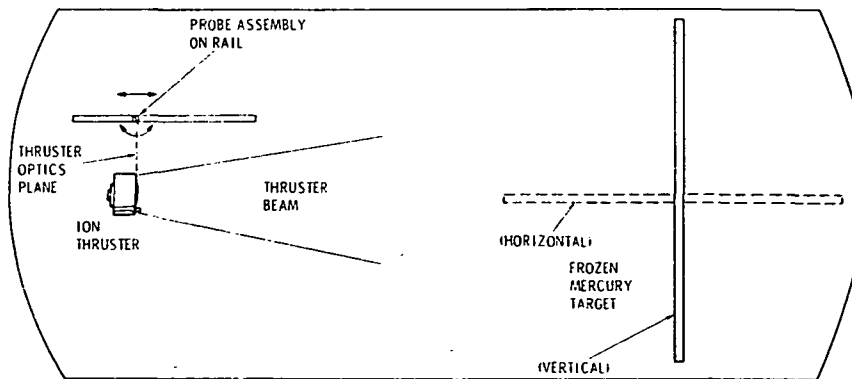 PROBE ASSEMBLY
ON RAIL
THRUSTER
OPTICS
PLANE
ION
THRUSTER
THRUSTER
BEAM
(HORIZONTAL)
FROZEN
MERCURY
TARGET
(VERTICAL)